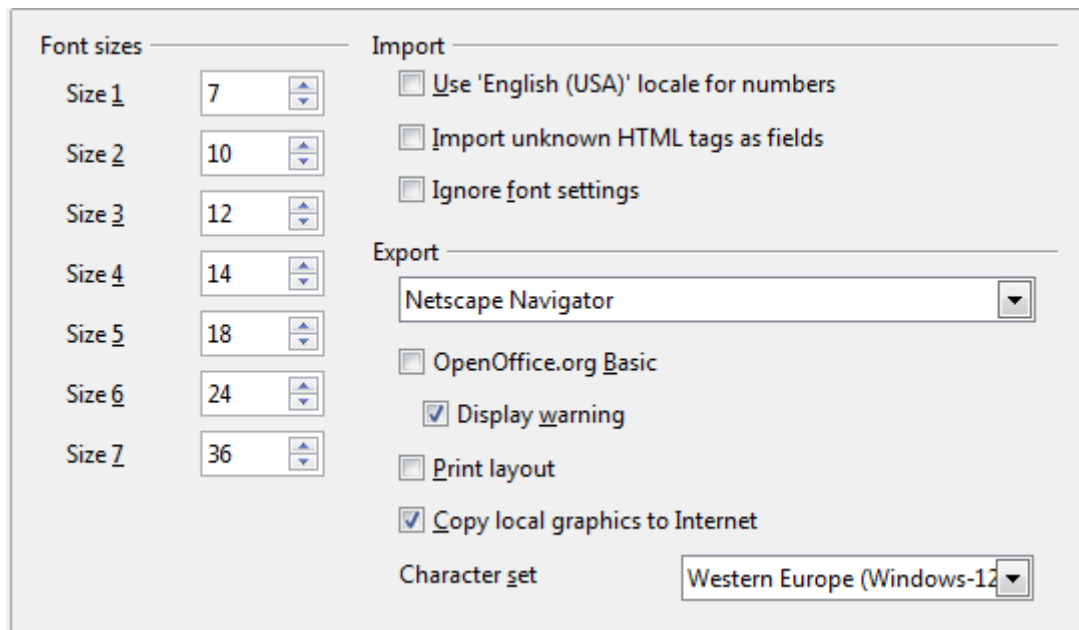 Font sizes
Size 1 7
Size 2 10
Size 3 12
Size 4 14
Size 5 18
Size 6 24
Size 7 36
Import
Use 'English (USA)' locale for numbers
Import unknown HTML tags as fields
Ignore font settings
Export
Netscape Navigator
OpenOffice.org Basic
Display warning
Print layout
Copy local graphics to Internet
Character set Western Europe (Windows-12